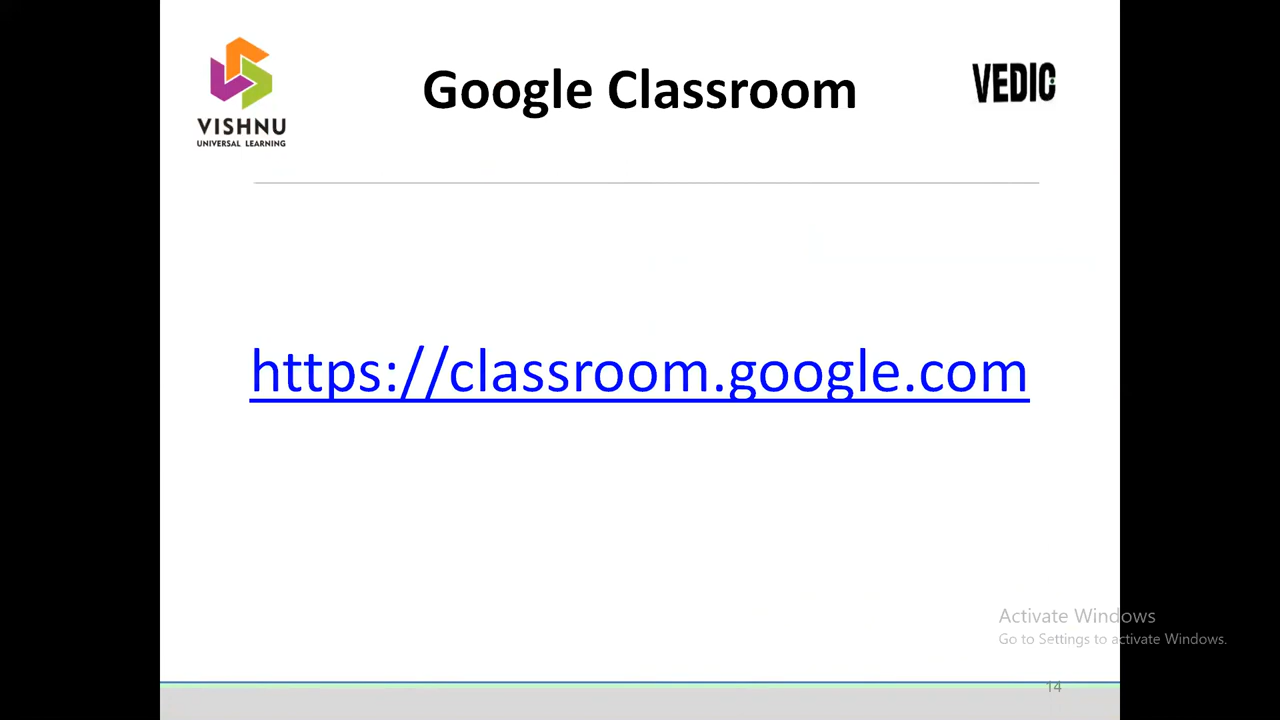 VISHNU
UNIVERSAL LEARNING
Google Classroom
VEDIC
https://classroom.google.com
Activate Windows
Go to Settings to activate Windows.
14